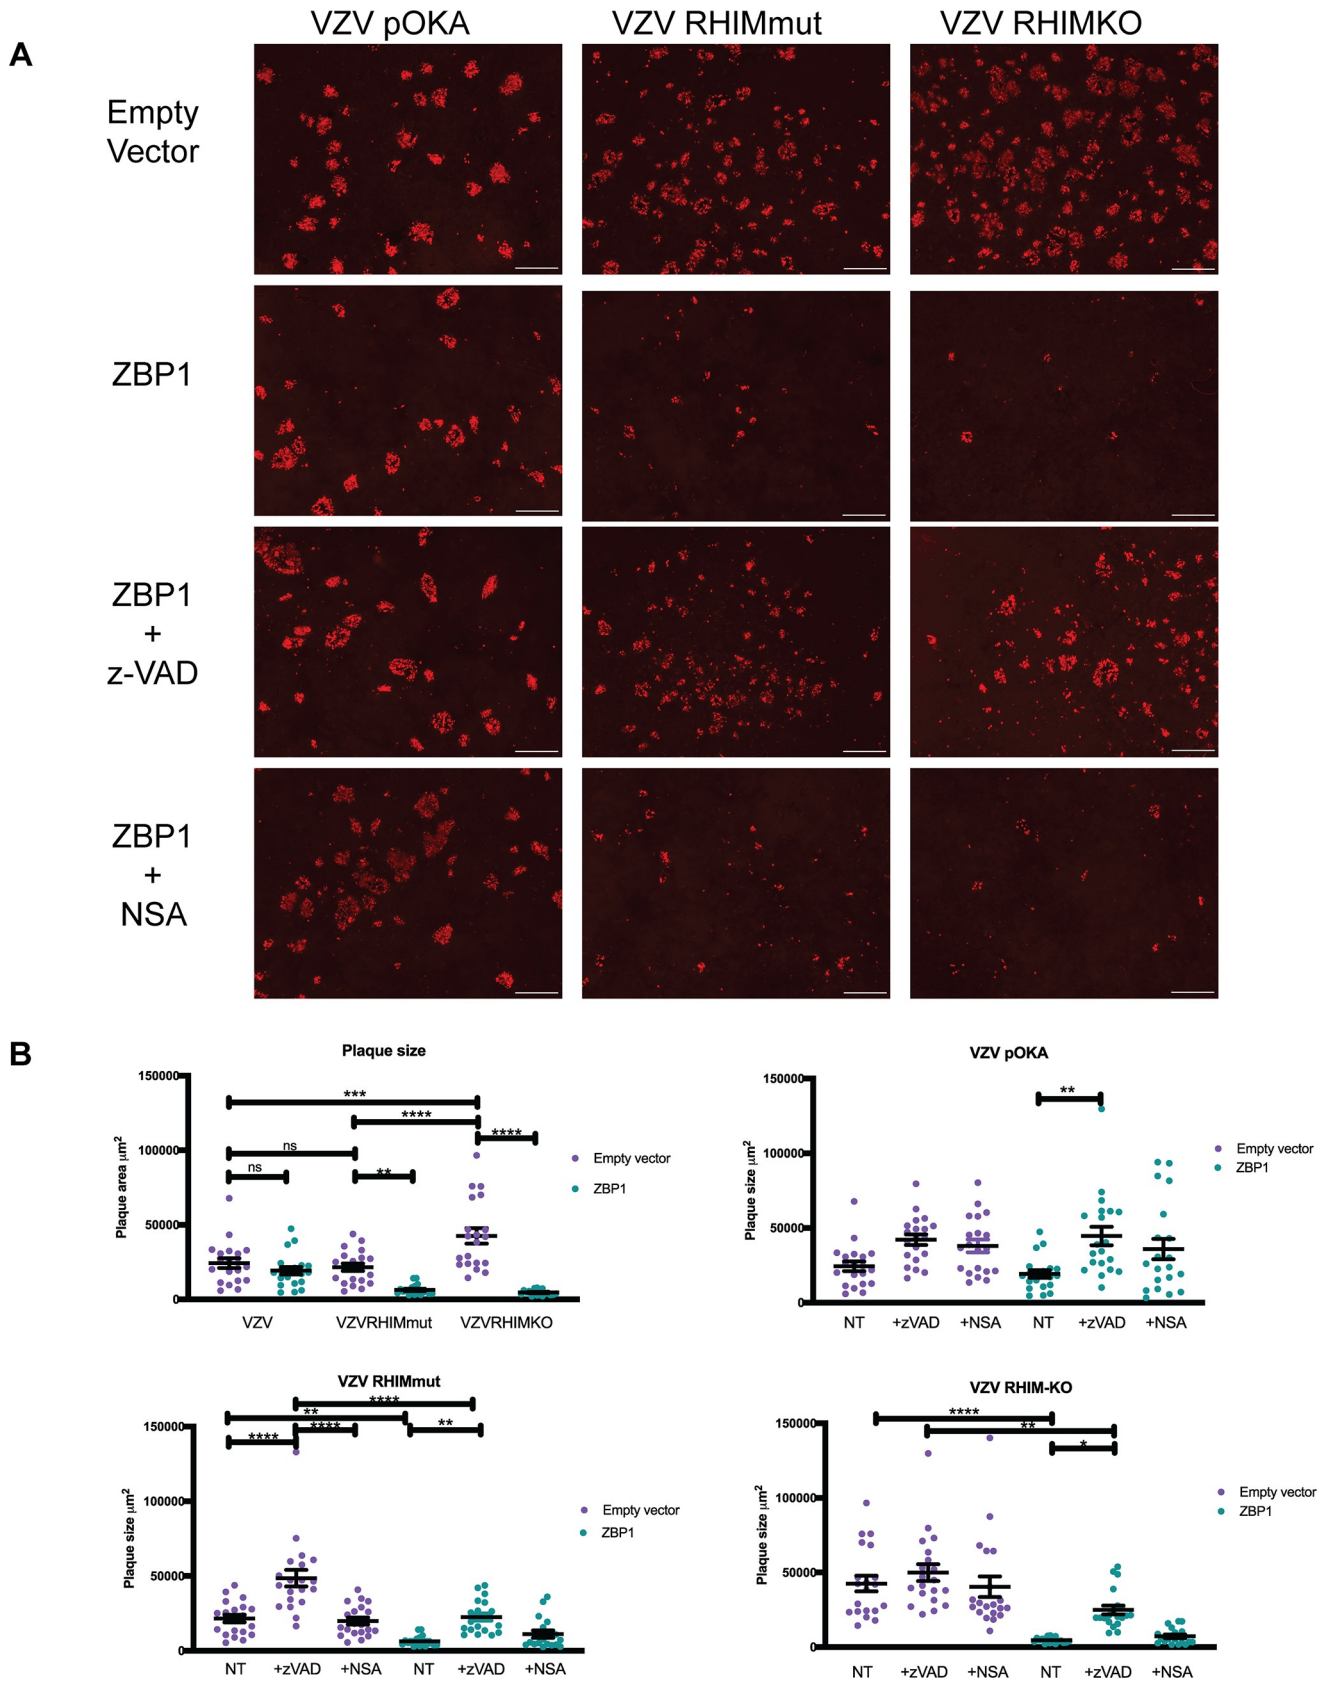 A
VZV pOKA
VZV RHIMmut
VZV RHIMKO
Empty
Vector
ZBP1
ZBP1
+
z-VAD
ZBP1
+
NSA
B
Plaque size
150000
100000
50000
0
Plaque area μm²
***
****
****
ns
ns
**
VZV
VZVRHIMmut
VZVRHIMKO
Empty vector
ZBP1
VZV pOKA
150000
100000
50000
0
Plaque size μm²
**
NT
+zVAD
+NSA
NT
+zVAD
+NSA
Empty vector
ZBP1
VZV RHIMmut
150000
100000
50000
0
Plaque size μm²
****
**
****
**
****
NT
+zVAD
+NSA
NT
+zVAD
+NSA
Empty vector
ZBP1
VZV RHIM-KO
150000
100000
50000
0
Plaque size μm²
****
**
*
NT
+zVAD
+NSA
NT
+zVAD
+NSA
Empty vector
ZBP1